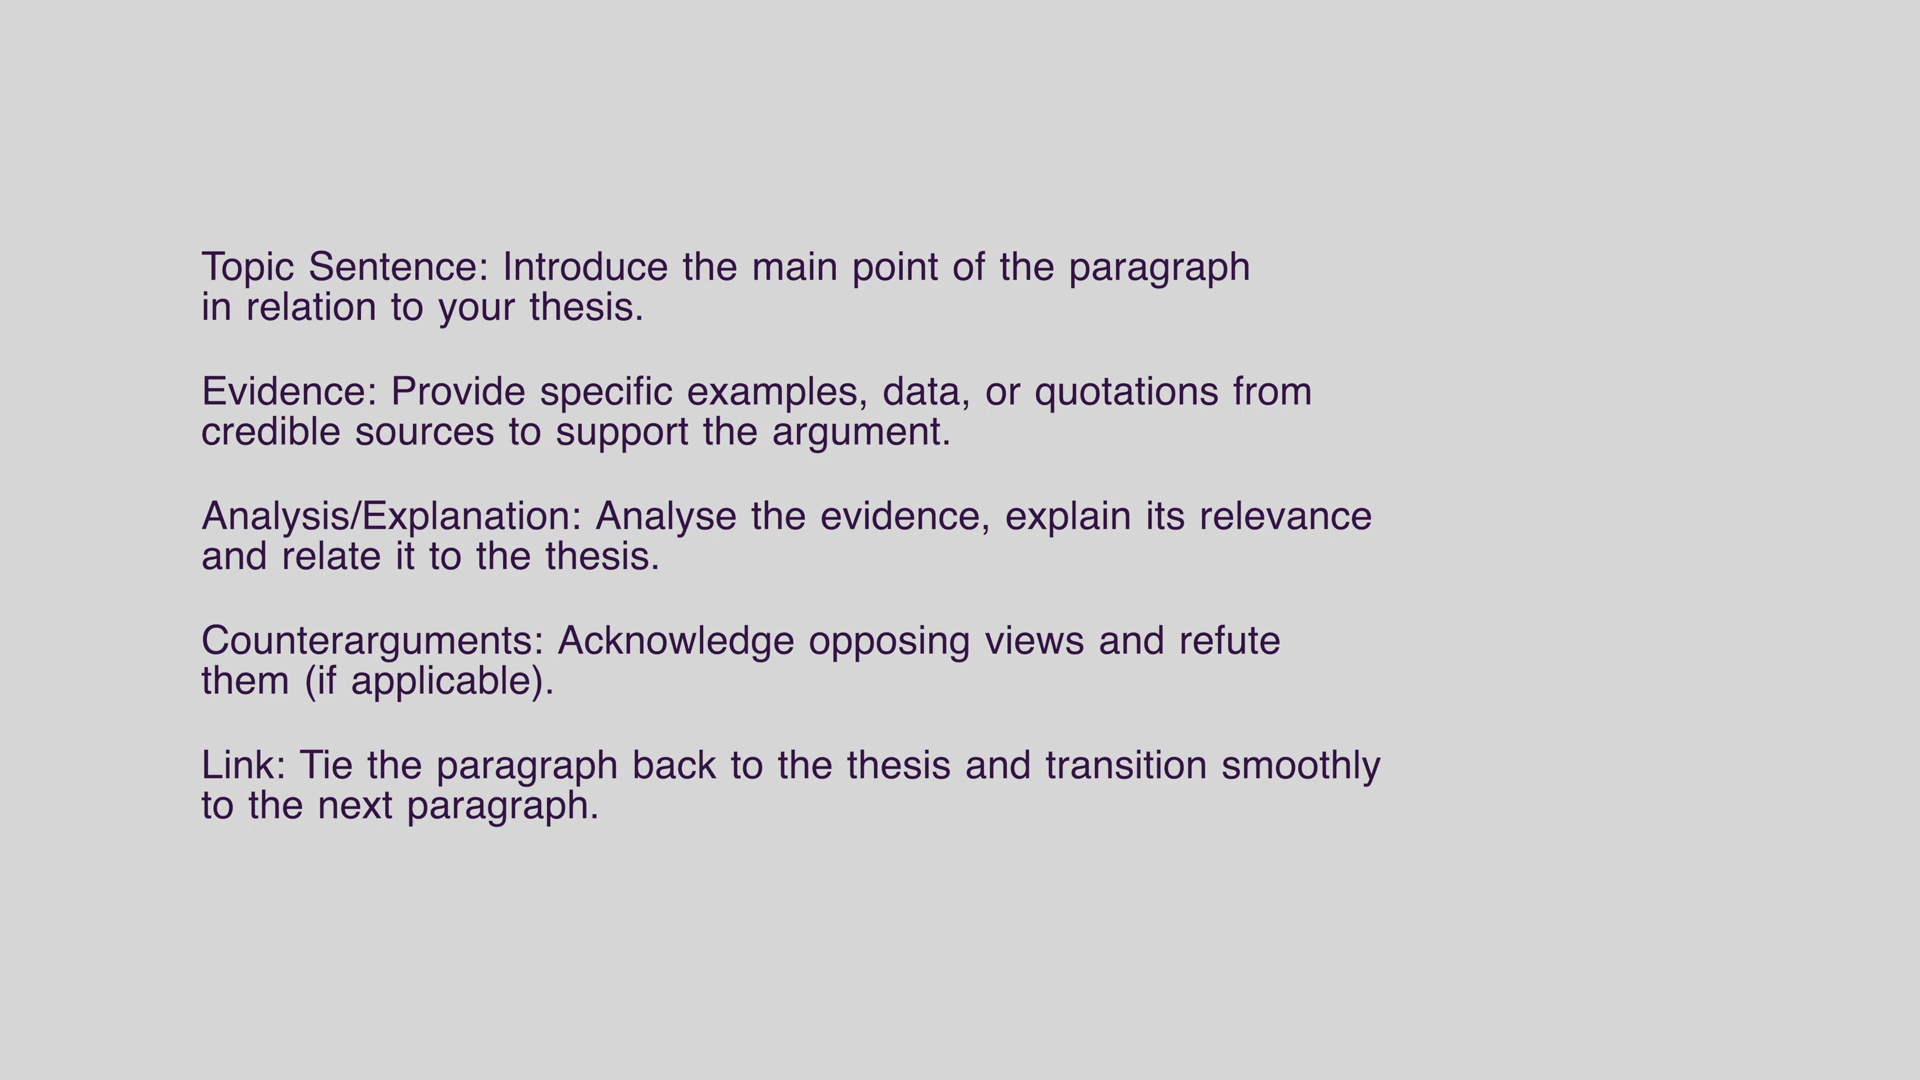 Topic Sentence: Introduce the main point of the paragraph
in relation to your thesis.
Evidence: Provide specific examples, data, or quotations from
credible sources to support the argument.
Analysis/Explanation: Analyse the evidence, explain its relevance
and relate it to the thesis.
Counterarguments: Acknowledge opposing views and refute
them (if applicable).
Link: Tie the paragraph back to the thesis and transition smoothly
to the next paragraph.